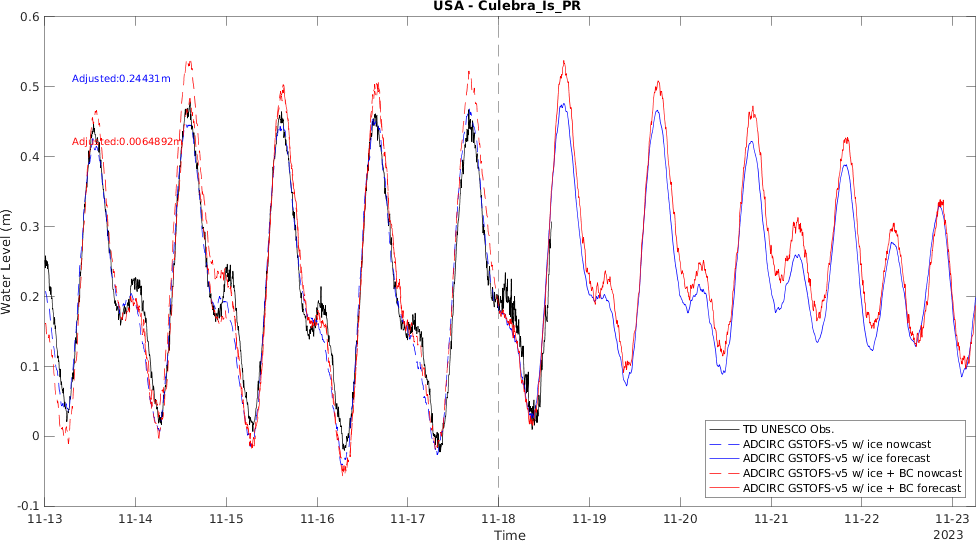 USA - Culebra_Is_PR
0.6
0.5
0.4
0.3
0.2
0.1
0
-0.1
Water Level (m)
Adjusted:0.24431m
Adjusted:0.0064892m
TD UNESCO Obs.
ADCIRC GSTOFS-v5 w/ ice nowcast
ADCIRC GSTOFS-v5 w/ ice forecast
ADCIRC GSTOFS-v5 w/ ice + BC nowcast
ADCIRC GSTOFS-v5 w/ ice + BC forecast
11-13 11-14 11-15 11-16 11-17 11-18 11-19 11-20 11-21 11-22 11-23
Time
2023